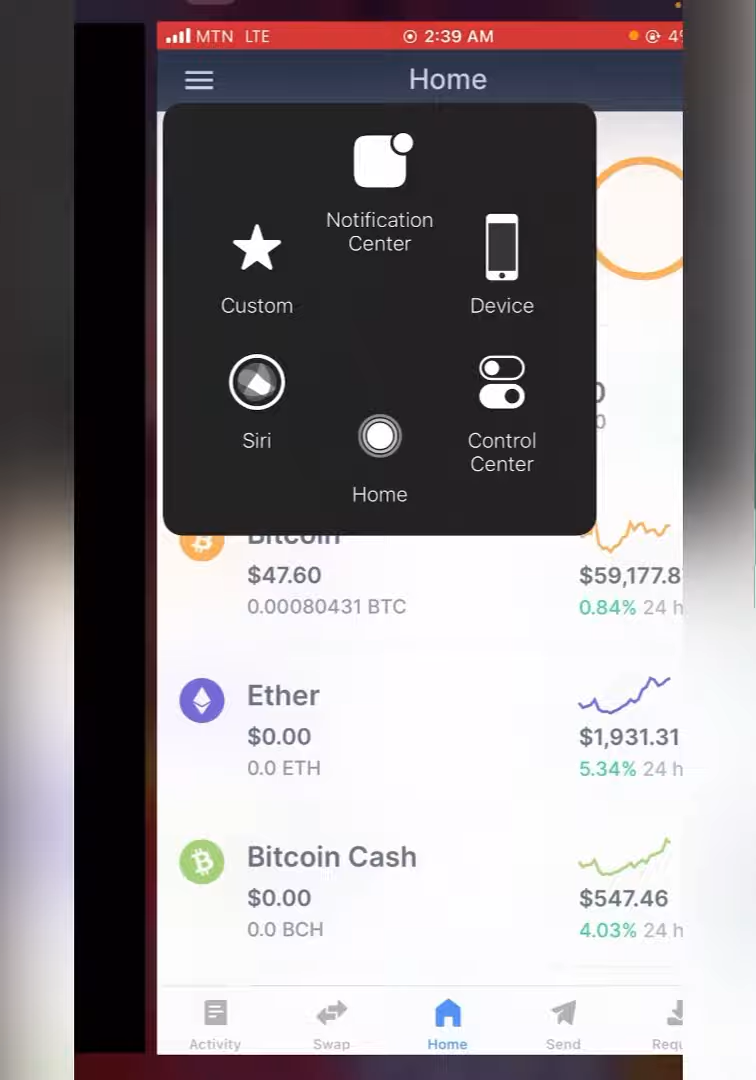 MTN LTE 2:39 AM
Home
Notification
Center
Custom
Device
Siri
Control
Center
Home
Bitcoin
$47.60
$59,177.8
0.00080431 BTC
0.84% 24 h
Ether
$0.00
$1,931.31
0.0 ETH
5.34% 24 h
Bitcoin Cash
$0.00
$547.46
0.0 BCH
4.03% 24 h
Activity
Swap
Home
Send